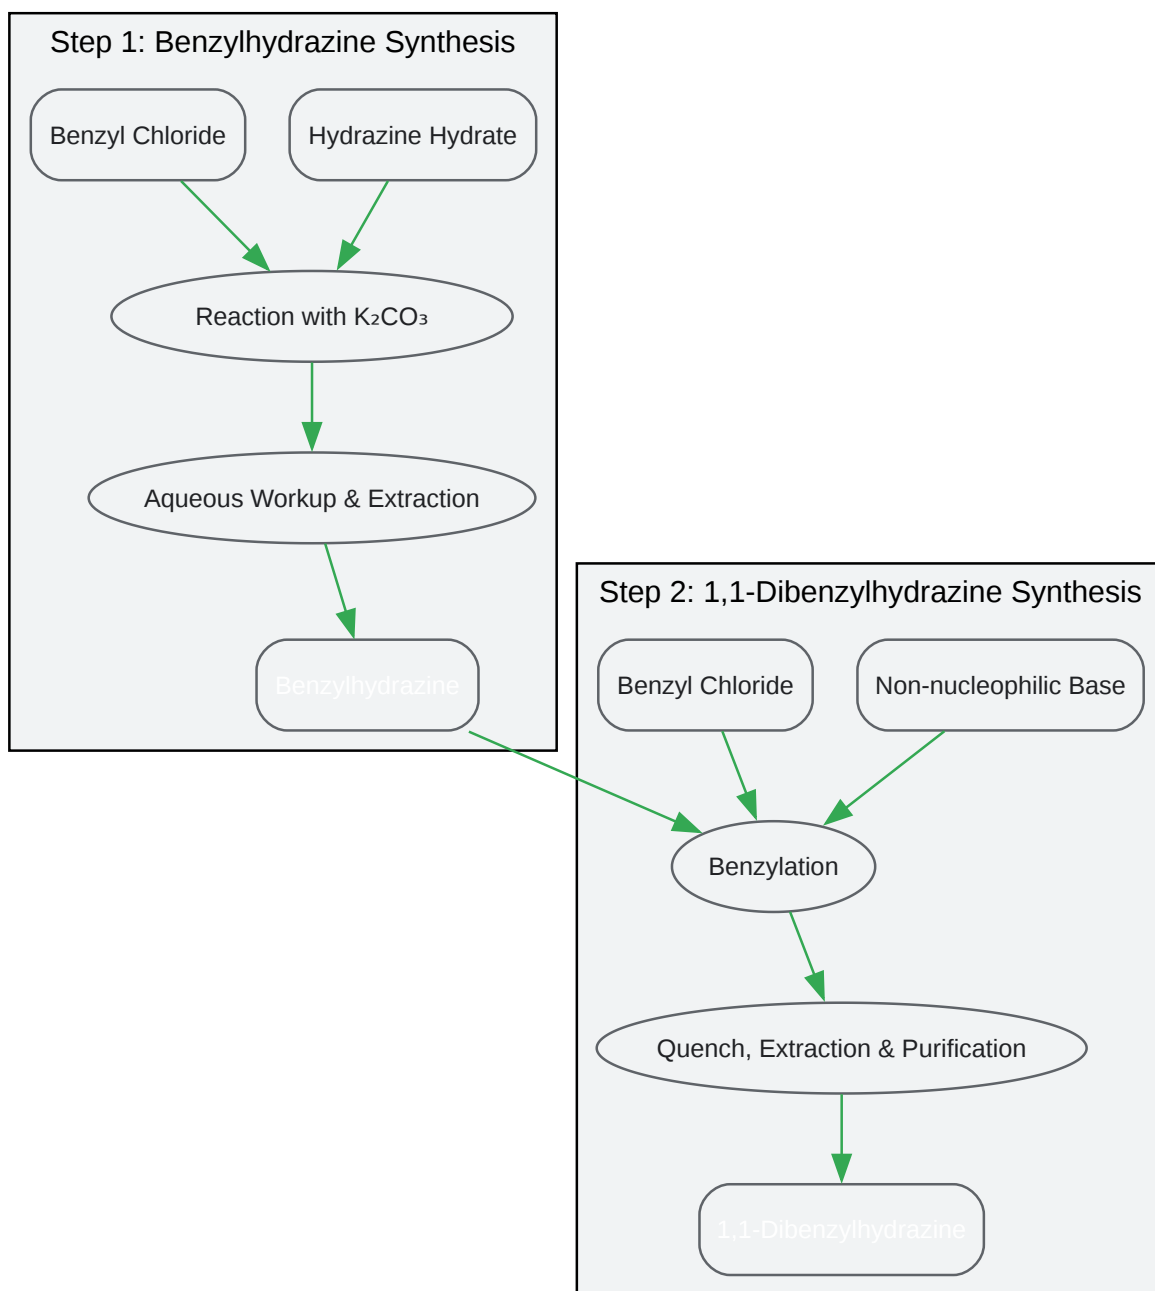 Step 1: Benzylhydrazine Synthesis
Benzyl Chloride
Hydrazine Hydrate
Reaction with K₂CO₃
Aqueous Workup & Extraction
Benzylhydrazine
Step 2: 1,1-Dibenzylhydrazine Synthesis
Benzyl Chloride
Non-nucleophilic Base
Benzylation
Quench, Extraction & Purification
1,1-Dibenzylhydrazine